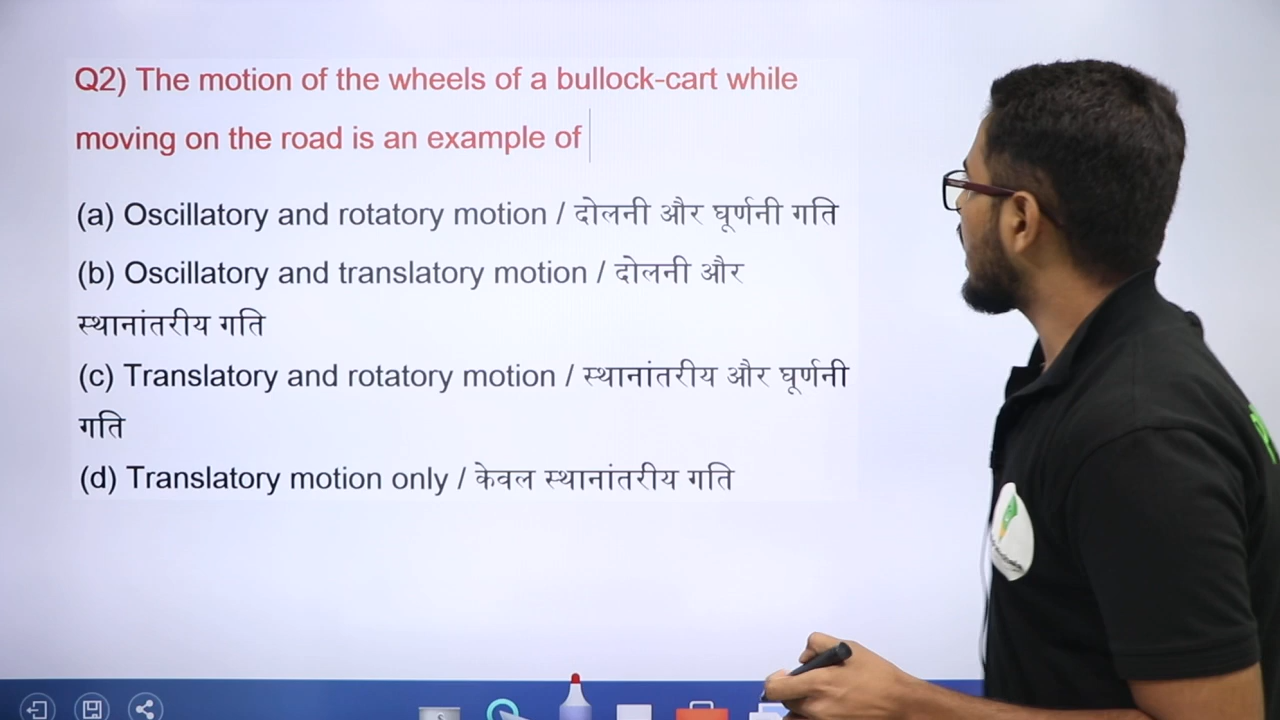 Q2) The motion of the wheels of a bullock-cart while
moving on the road is an example of
(a) Oscillatory and rotatory motion / दोलनी और घूर्णनी गति
(b) Oscillatory and translatory motion / दोलनी और
स्थानांतरीय गति
(c) Translatory and rotatory motion / स्थानांतरीय और घूर्णनी
गति
(d) Translatory motion only / केवल स्थानांतरीय गति